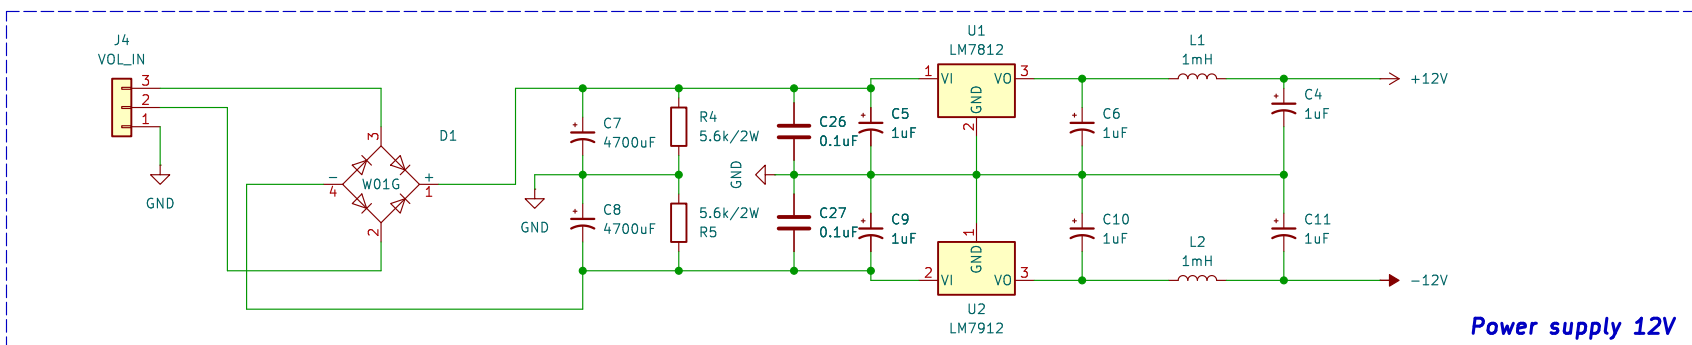 J4
VOL_IN
3
2
1
GND
D1
3
W01G
-
4
+
1
2
C7
4700uF
GND
C8
4700uF
R4
5.6k/2W
5.6k/2W
R5
GND
C26
0.1uF
C27
0.1uF
C5
1uF
C9
1uF
U1
LM7812
1 VI VO 3
GND
2
1
GND
2 VI VO 3
U2
LM7912
C6
1uF
C10
1uF
L1
1mH
L2
1mH
C4
1uF
C11
1uF
+12V
-12V
Power supply 12V